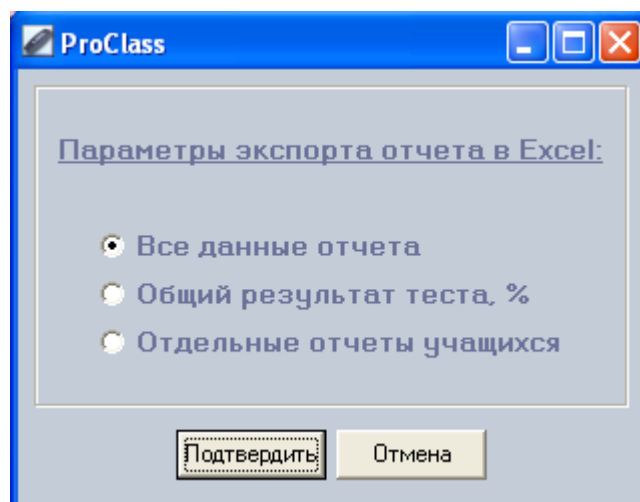 ProClass
Параметры экспорта отчета в Excel:
Все данные отчета
Общий результат теста, %
Отдельные отчеты учащихся
Подтвердить Отмена